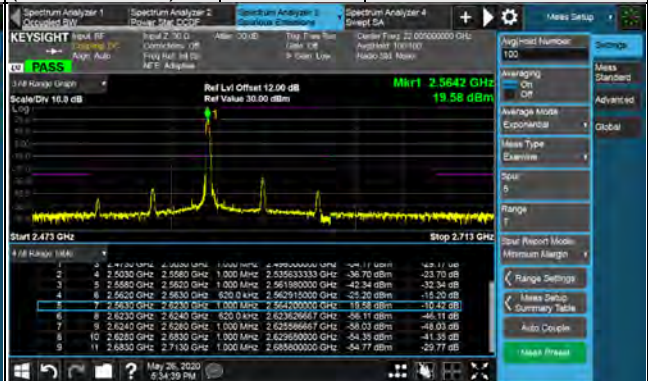 Spectrum Analyzer 1
Occupied BW
Spectrum Analyzer 2
Power Stat CCDF
Spectrum Analyzer 3
Spurious Emissions
Spectrum Analyzer 4
Swept SA
Meas Setup
KEYSIGHT
Input: RF
Coupling: DC
Align: Auto
Input Z: 50 Ω
Corrections: Off
Freq Ref: Int (S)
NFE: Adaptive
Trig: Free Run
Gate: Off
IF Gain: Low
Center Freq: 22.005000000 GHz
Avg|Hold: 100/100
Radio Std: None
PASS
3 All Range Graph
Scale/Div 10.0 dB
Ref Lvl Offset 12.00 dB
Ref Value 30.00 dBm
Mkr1 2.5642 GHz
19.58 dBm
Log
1
Start 2.473 GHz
Stop 2.713 GHz
4 All Range Table
2 4 2.5030 GHz 2.5580 GHz 1.000 MHz 2.535633333 GHz -36.70 dBm -23.70 dB
3 5 2.5580 GHz 2.5620 GHz 1.000 MHz 2.561980000 GHz -42.34 dBm -32.34 dB
4 6 2.5620 GHz 2.5630 GHz 620.0 kHz 2.562915000 GHz -25.20 dBm -15.20 dB
5 7 2.5630 GHz 2.6230 GHz 1.000 MHz 2.564200000 GHz 19.58 dBm -10.42 dB
6 8 2.6230 GHz 2.6240 GHz 620.0 kHz 2.623626667 GHz -56.11 dBm -46.11 dB
7 9 2.6240 GHz 2.6280 GHz 1.000 MHz 2.625586667 GHz -58.03 dBm -48.03 dB
8 10 2.6280 GHz 2.6830 GHz 1.000 MHz 2.629650000 GHz -54.35 dBm -41.35 dB
9 11 2.6830 GHz 2.7130 GHz 1.000 MHz 2.685800000 GHz -54.77 dBm -29.77 dB
Avg|Hold Number
100
Averaging
On
Off
Average Mode
Exponential
Meas Type
Examine
Spur
5
Range
7
Spur Report Mode
Minimum Margin
Range Settings
Meas Setup
Summary Table
Auto Couple
Meas Preset
Settings
Meas
Standard
Advanced
Global
?
May 26, 2020
5:34:39 PM